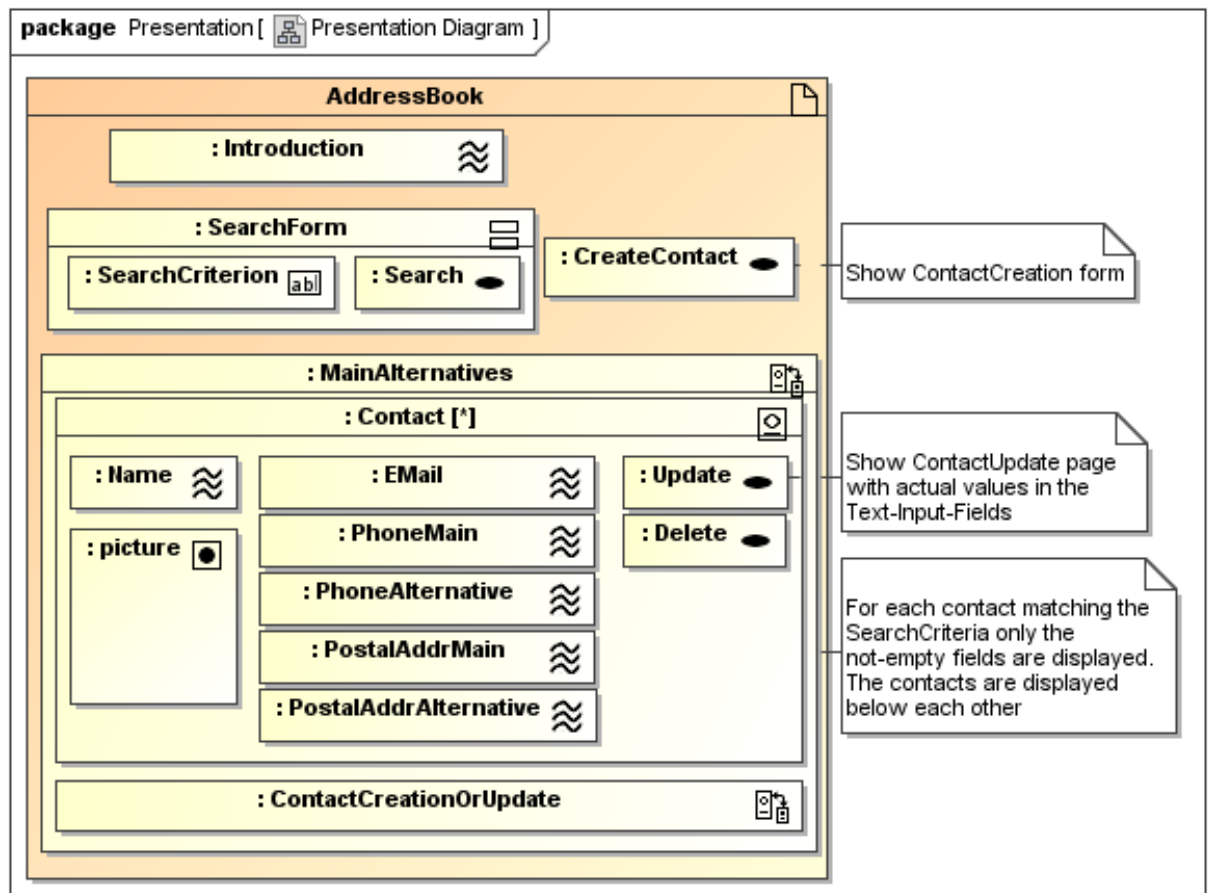 package Presentation [ Presentation Diagram ]
AddressBook
: Introduction
: SearchForm
: SearchCriterion
ab
: Search
: CreateContact
Show ContactCreation form
: MainAlternatives
: Contact [*]
: Name
: EMail
: Update
Show ContactUpdate page
with actual values in the
Text-Input-Fields
: picture
: PhoneMain
: Delete
: PhoneAlternative
: PostalAddrMain
: PostalAddrAlternative
For each contact matching the
SearchCriteria only the
not-empty fields are displayed.
The contacts are displayed
below each other
: ContactCreationOrUpdate